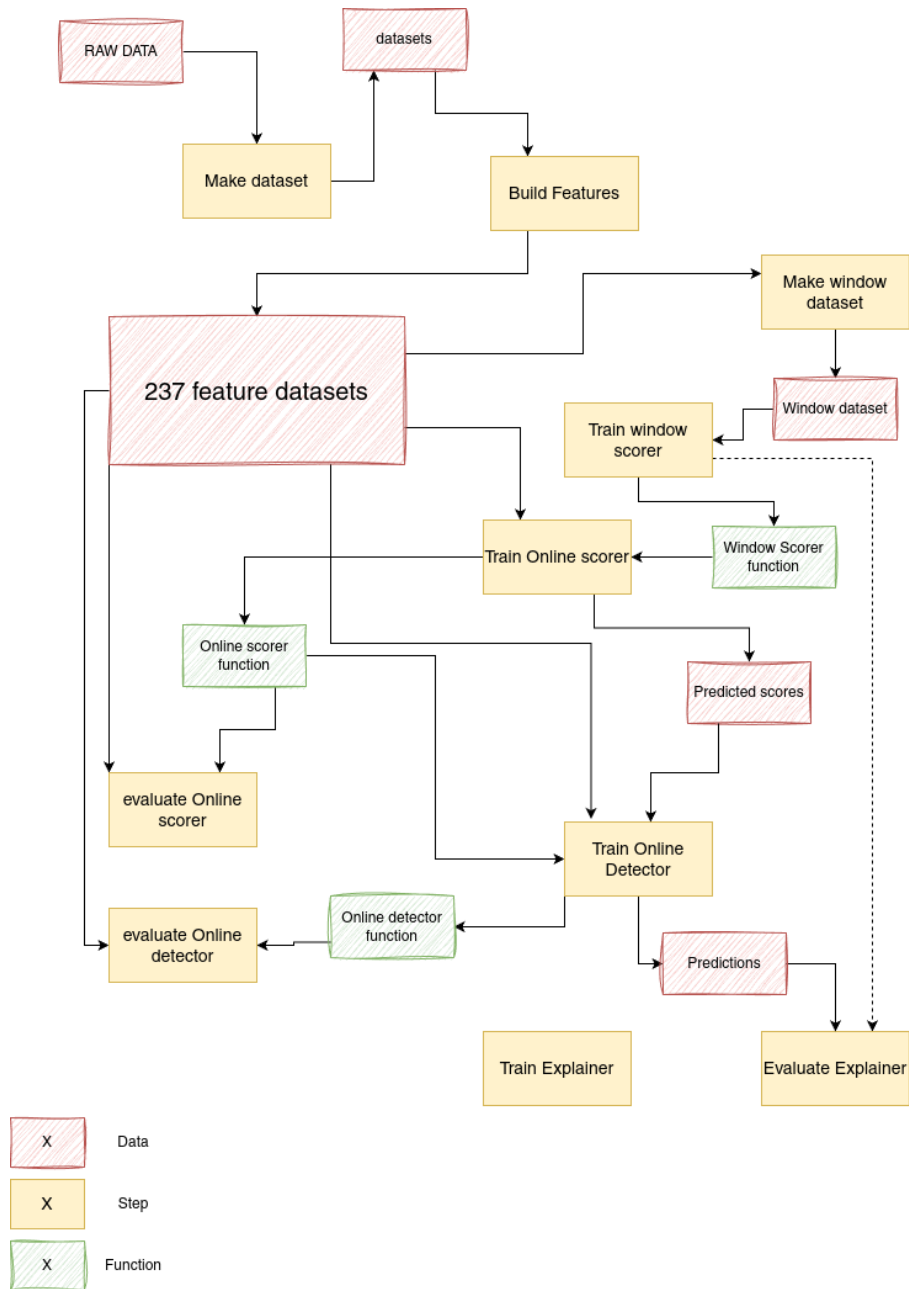 RAW DATA
datasets
Make dataset
Build Features
Make window
dataset
237 feature datasets
Window dataset
Train window
scorer
Train Online scorer
Window Scorer
function
Online scorer
function
Predicted scores
evaluate Online
scorer
Train Online
Detector
evaluate Online
detector
Online detector
function
Predictions
Train Explainer
Evaluate Explainer
X
Data
X
Step
X
Function